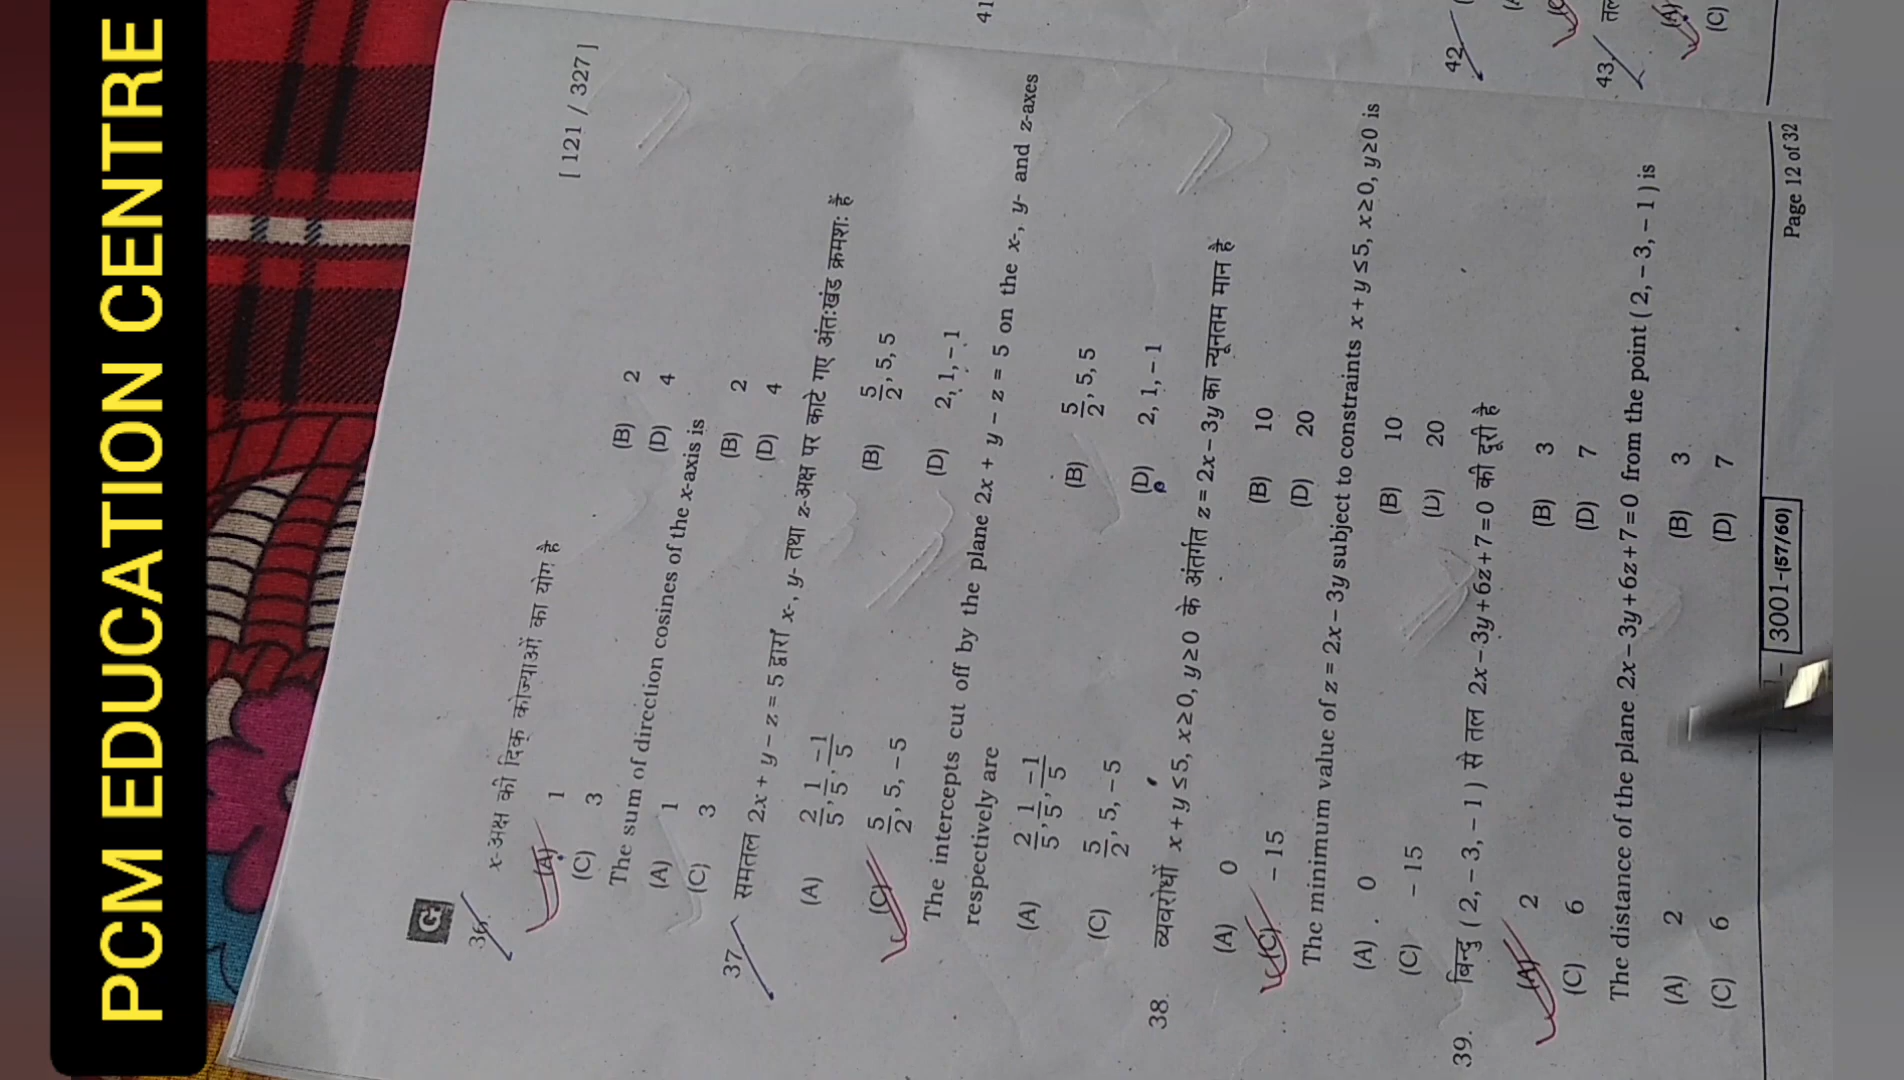 PCM EDUCATION CENTRE
G
[ 121 / 327 ]
36. x-अक्ष की दिक् कोज्याओं का योग है
(A) 1 (B) 2
(C) 3 (D) 4
The sum of direction cosines of the x-axis is
(A) 1 (B) 2
(C) 3 (D) 4
37. समतल 2x + y – z = 5 द्वारा x-, y- तथा z-अक्ष पर काटे गए अंतःखंड क्रमशः हैं
(A) 2/5, 1/5, –1/5 (B) 5/2, 5, 5
(C) 5/2, 5, –5 (D) 2, 1, –1
The intercepts cut off by the plane 2x + y – z = 5 on the x-, y- and z-axes
respectively are
(A) 2/5, 1/5, –1/5 (B) 5/2, 5, 5
(C) 5/2, 5, –5 (D) 2, 1, –1
38. व्यवरोधों x + y ≤ 5, x ≥ 0, y ≥ 0 के अंतर्गत z = 2x – 3y का न्यूनतम मान है
(A) 0 (B) 10
(C) – 15 (D) 20
The minimum value of z = 2x – 3y subject to constraints x + y ≤ 5, x ≥ 0, y ≥ 0 is
(A) 0 (B) 10
(C) – 15 (D) 20
39. बिन्दु ( 2, – 3, – 1 ) से तल 2x – 3y + 6z + 7 = 0 की दूरी है
(A) 2 (B) 3
(C) 6 (D) 7
The distance of the plane 2x – 3y + 6z + 7 = 0 from the point ( 2, – 3, – 1 ) is
(A) 2 (B) 3
(C) 6 (D) 7
3001-(57/60)
Page 12 of 32
41
42
43
(A)
(C)